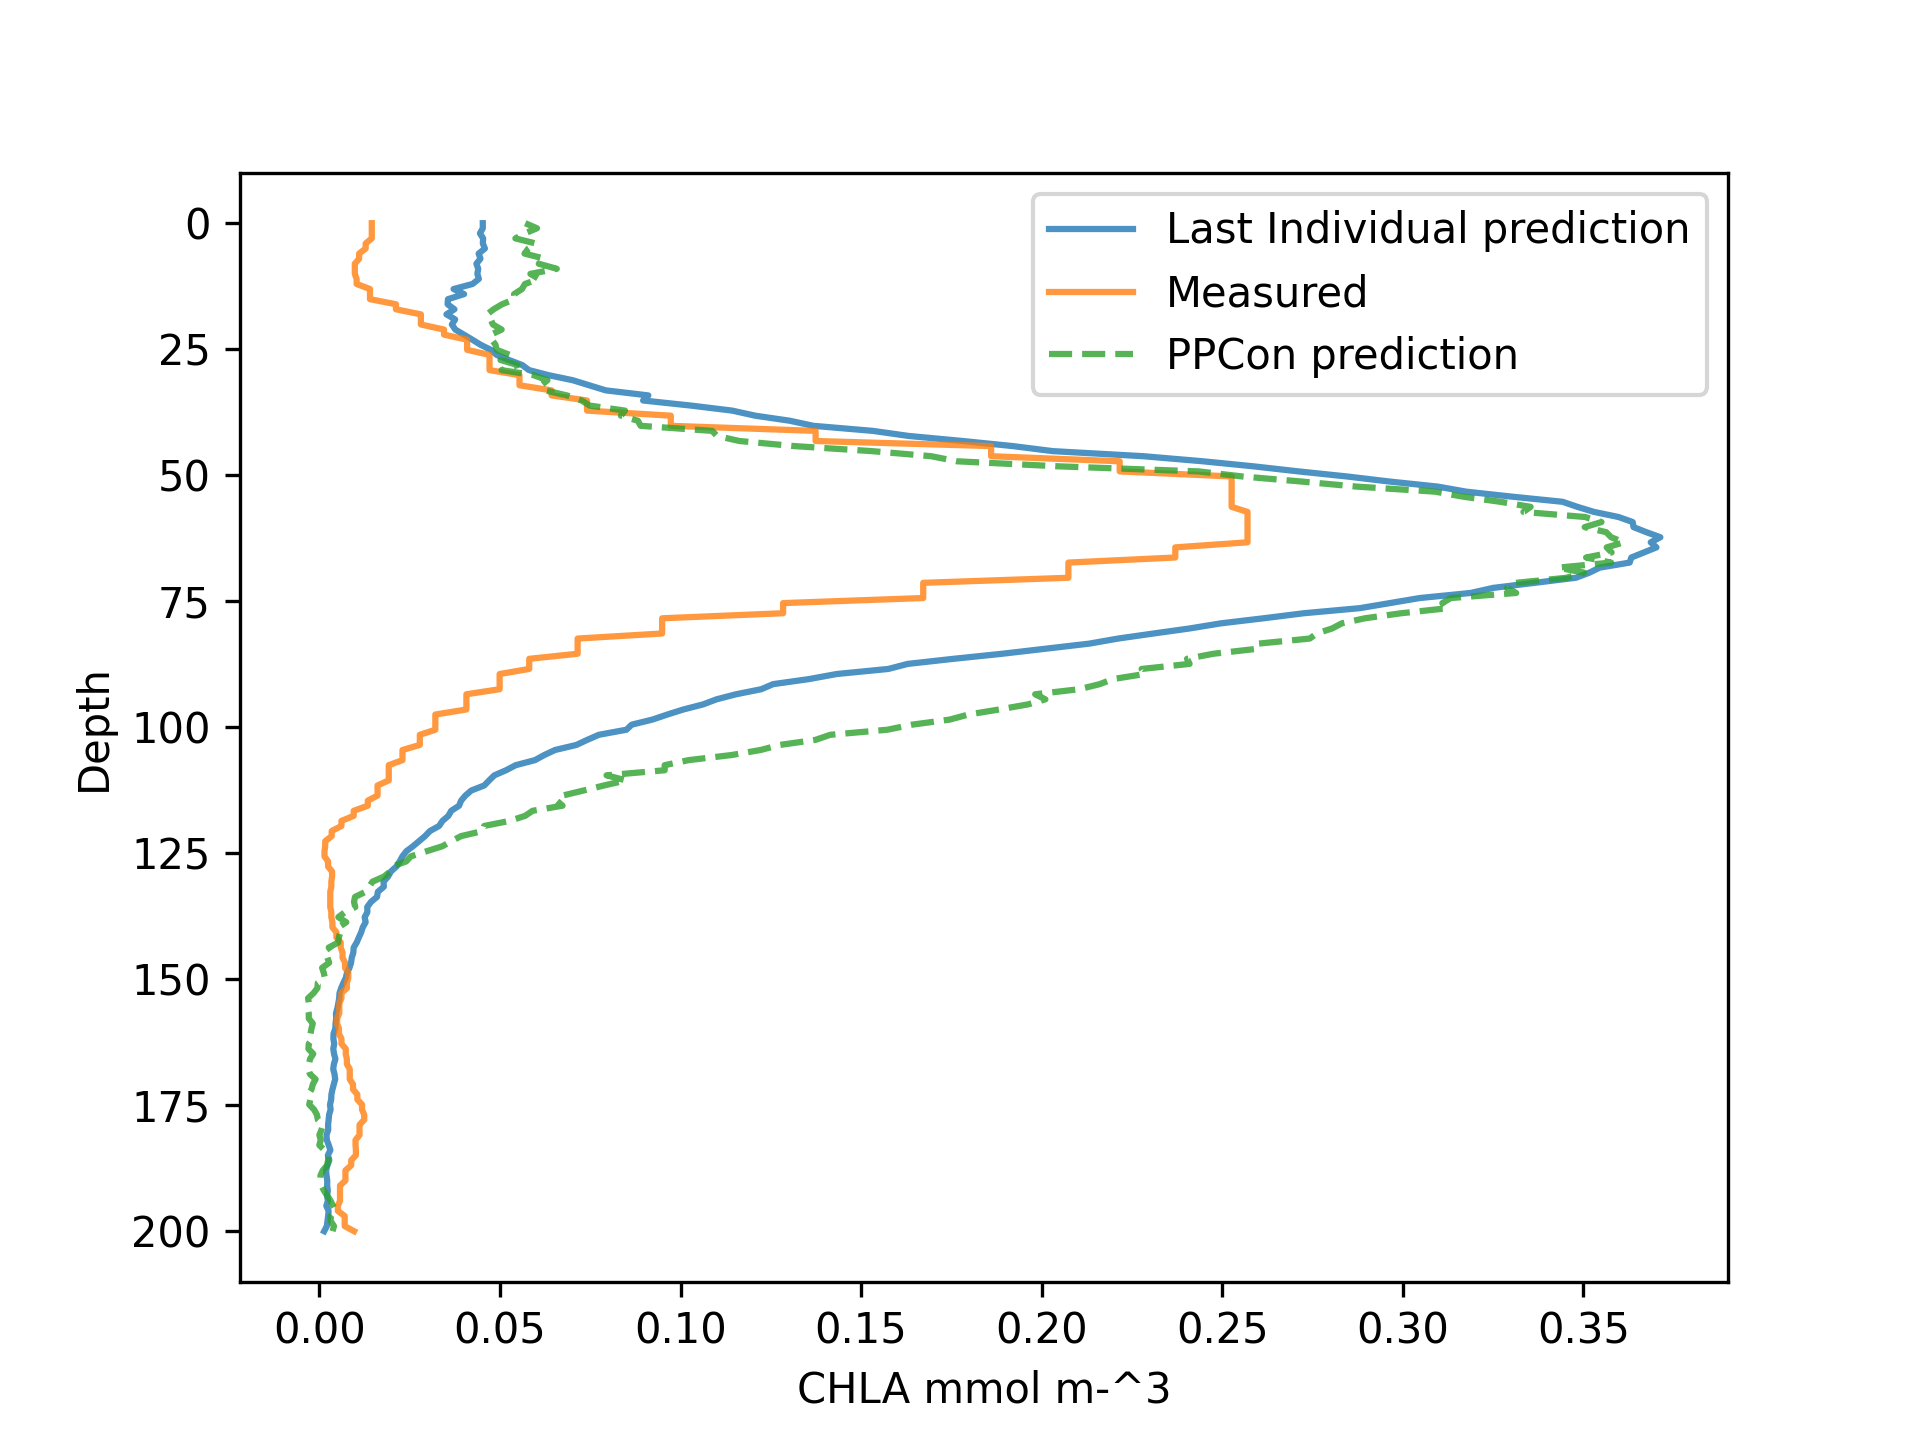 Last Individual prediction
Measured
PPCon prediction
0
25
50
75
100
125
150
175
200
Depth
0.00 0.05 0.10 0.15 0.20 0.25 0.30 0.35
CHLA mmol m-^3